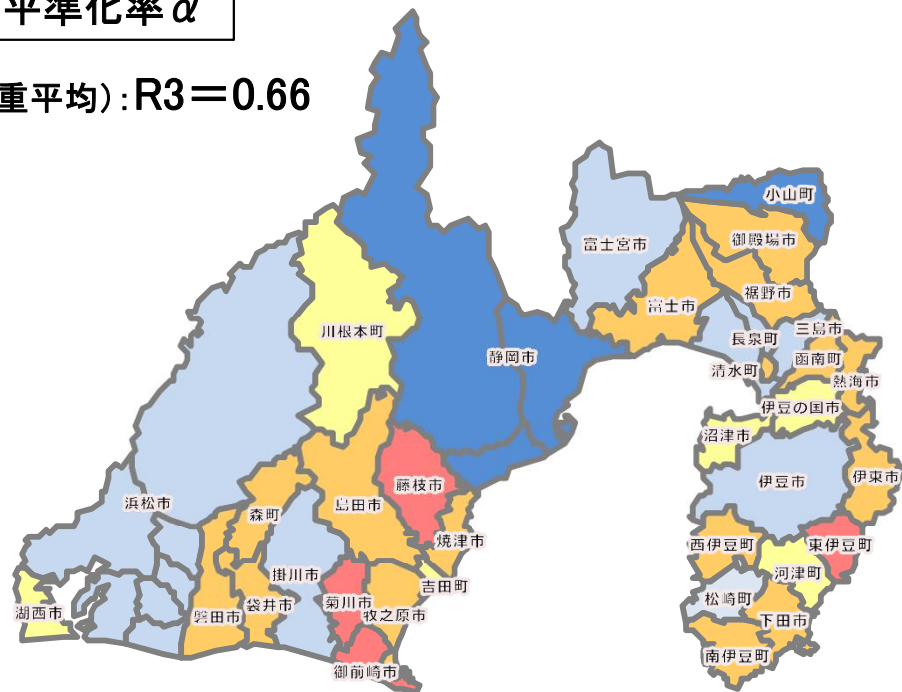 平準化率α
重平均）：R3＝0.66
小山町
富士宮市
御殿場市
裾野市
富士市
川根本町
三島市
長泉町
静岡市
函南町
清水町
熱海市
伊豆の国市
沼津市
伊東市
伊豆市
藤枝市
浜松市
島田市
森町
焼津市
西伊豆町
東伊豆町
掛川市
河津町
吉田町
松崎町
菊川市
湖西市
袋井市
磐田市
牧之原市
下田市
南伊豆町
御前崎市